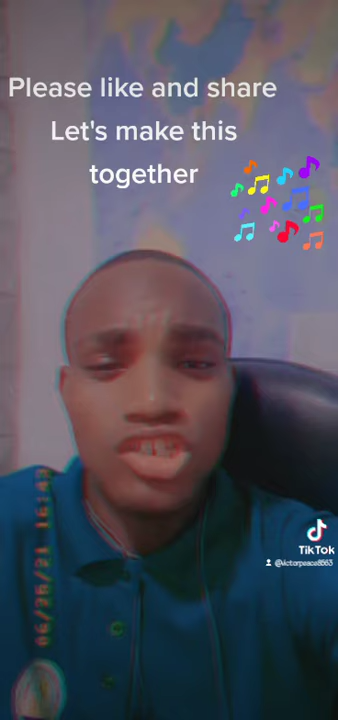 Please like and share
Let's make this
together
TikTok
06/26/21 16:42